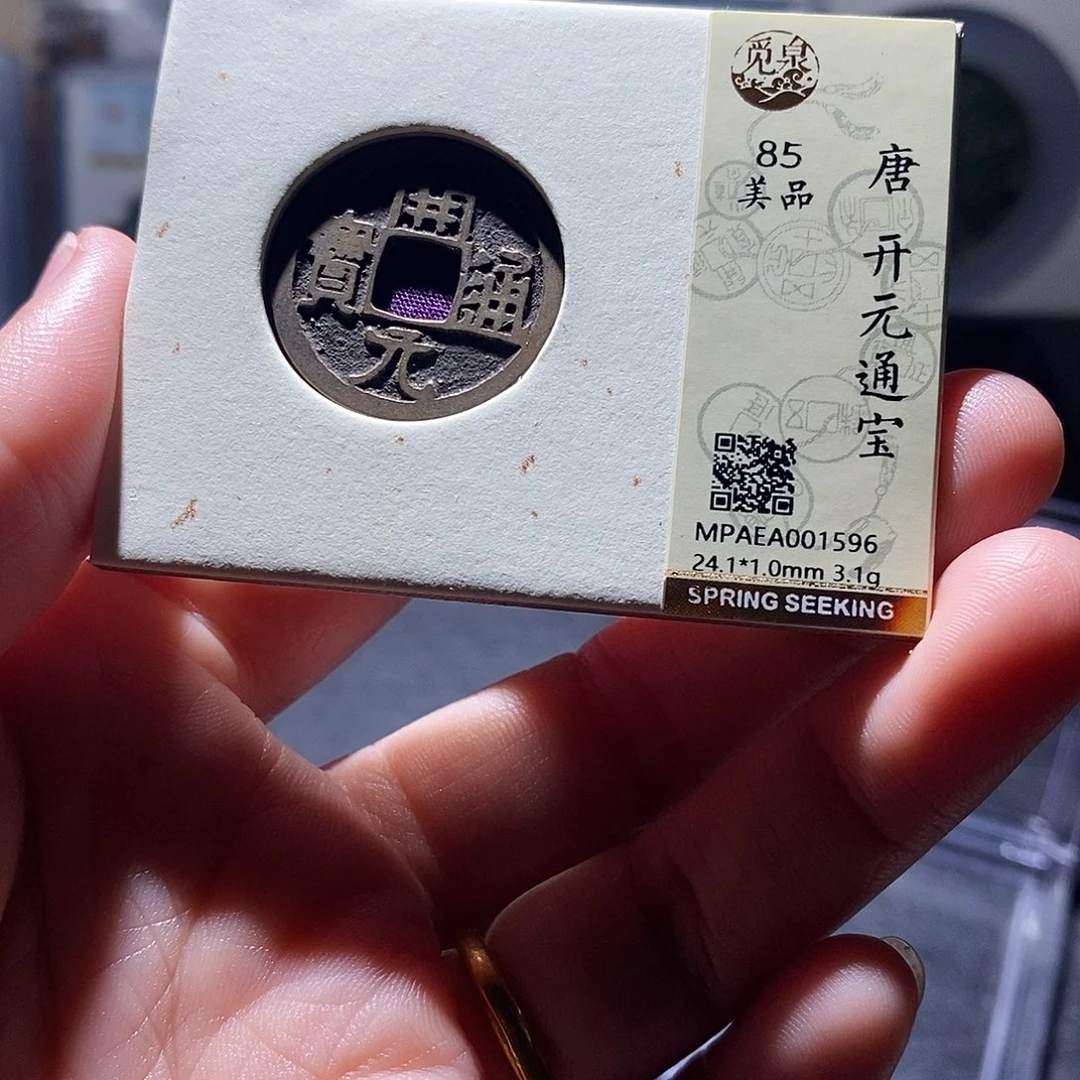 開
通
元
寶
觅泉
85
美品
唐 开元通宝
MPAEA001596
24.1*1.0mm 3.1g
SPRING SEEKING